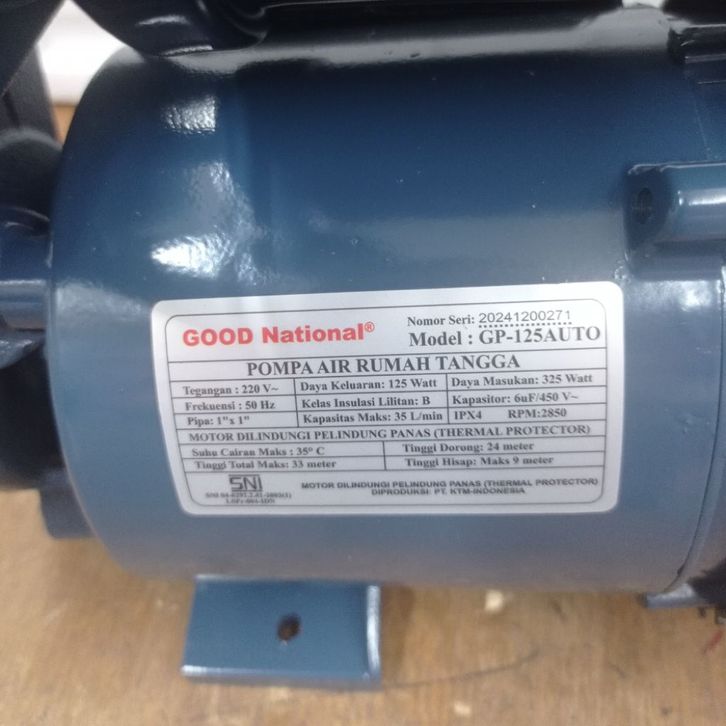 GOOD National®
Nomor Seri: 20241200271
Model : GP-125AUTO
POMPA AIR RUMAH TANGGA
Tegangan : 220 V~ Daya Keluaran: 125 Watt Daya Masukan: 325 Watt
Frekuensi : 50 Hz Kelas Insulasi Lilitan: B Kapasitor: 6uF/450 V~
Pipa: 1"x 1" Kapasitas Maks: 35 L/min IPX4 RPM:2850
MOTOR DILINDUNGI PELINDUNG PANAS (THERMAL PROTECTOR)
Suhu Cairan Maks : 35° C Tinggi Dorong: 24 meter
Tinggi Total Maks: 33 meter Tinggi Hisap: Maks 9 meter
SNI
MOTOR DILINDUNGI PELINDUNG PANAS (THERMAL PROTECTOR)
DIPRODUKSI: PT. KTM-INDONESIA